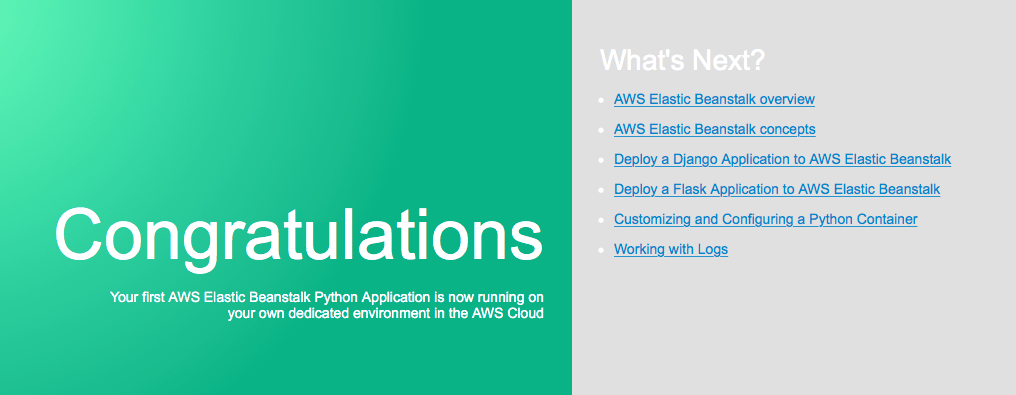 Congratulations
Your first AWS Elastic Beanstalk Python Application is now running on
your own dedicated environment in the AWS Cloud
What's Next?
AWS Elastic Beanstalk overview
AWS Elastic Beanstalk concepts
Deploy a Django Application to AWS Elastic Beanstalk
Deploy a Flask Application to AWS Elastic Beanstalk
Customizing and Configuring a Python Container
Working with Logs